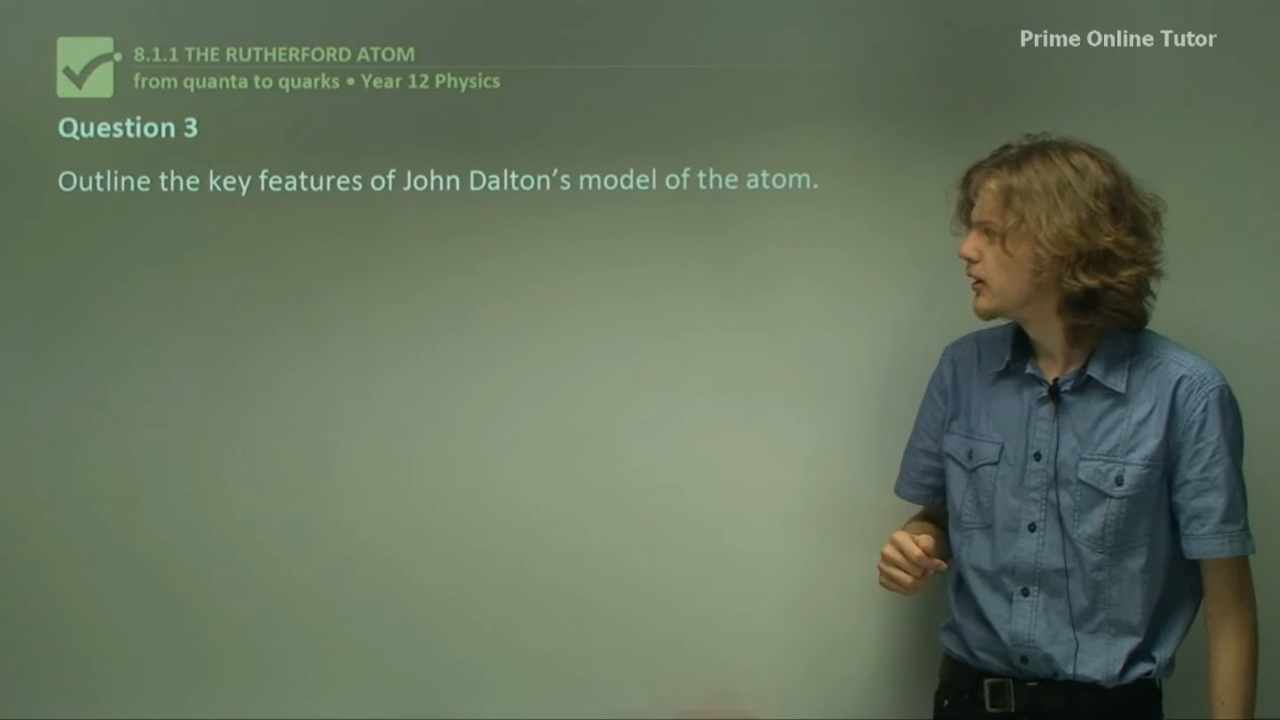 Prime Online Tutor
8.1.1 THE RUTHERFORD ATOM
from quanta to quarks • Year 12 Physics
Question 3
Outline the key features of John Dalton's model of the atom.